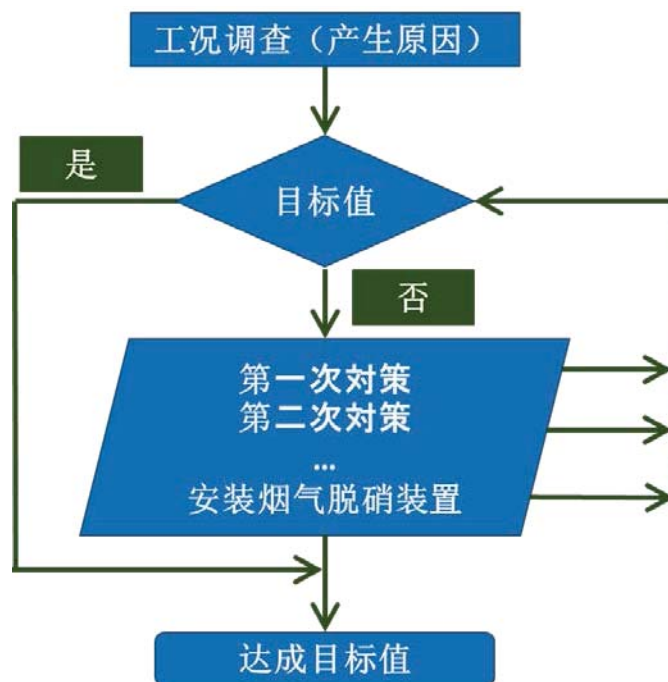 工况调查（产生原因）
是
目标值
否
第一次对策
第二次对策
...
安装烟气脱硝装置
达成目标值